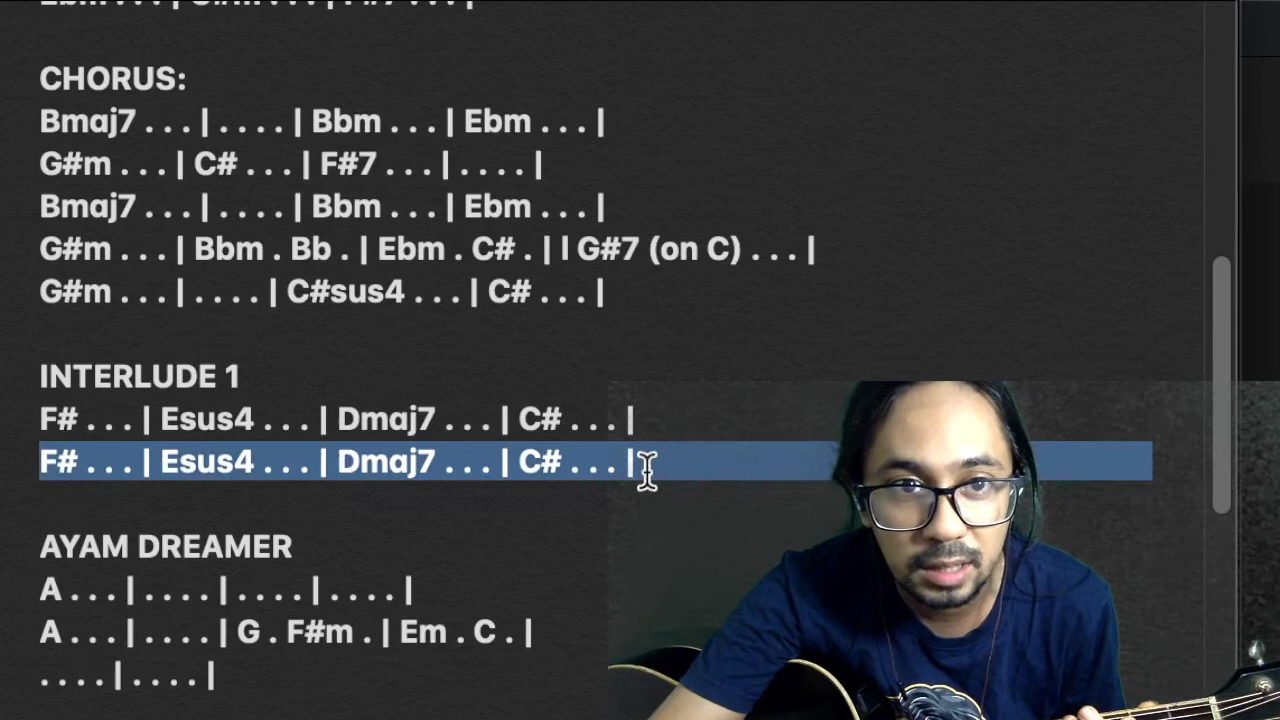 CHORUS:
Bmaj7 . . . | . . . . | Bbm . . . | Ebm . . . |
G#m . . . | C# . . . | F#7 . . . | . . . . |
Bmaj7 . . . | . . . . | Bbm . . . | Ebm . . . |
G#m . . . | Bbm . Bb . | Ebm . C# . | l G#7 (on C) . . . |
G#m . . . | . . . . | C#sus4 . . . | C# . . . |
INTERLUDE 1
F# . . . | Esus4 . . . | Dmaj7 . . . | C# . . . |
F# . . . | Esus4 . . . | Dmaj7 . . . | C# . . . |
AYAM DREAMER
A . . . | . . . . | . . . . | . . . . |
A . . . | . . . . | G . F#m . | Em . C . |
. . . . | . . . . |